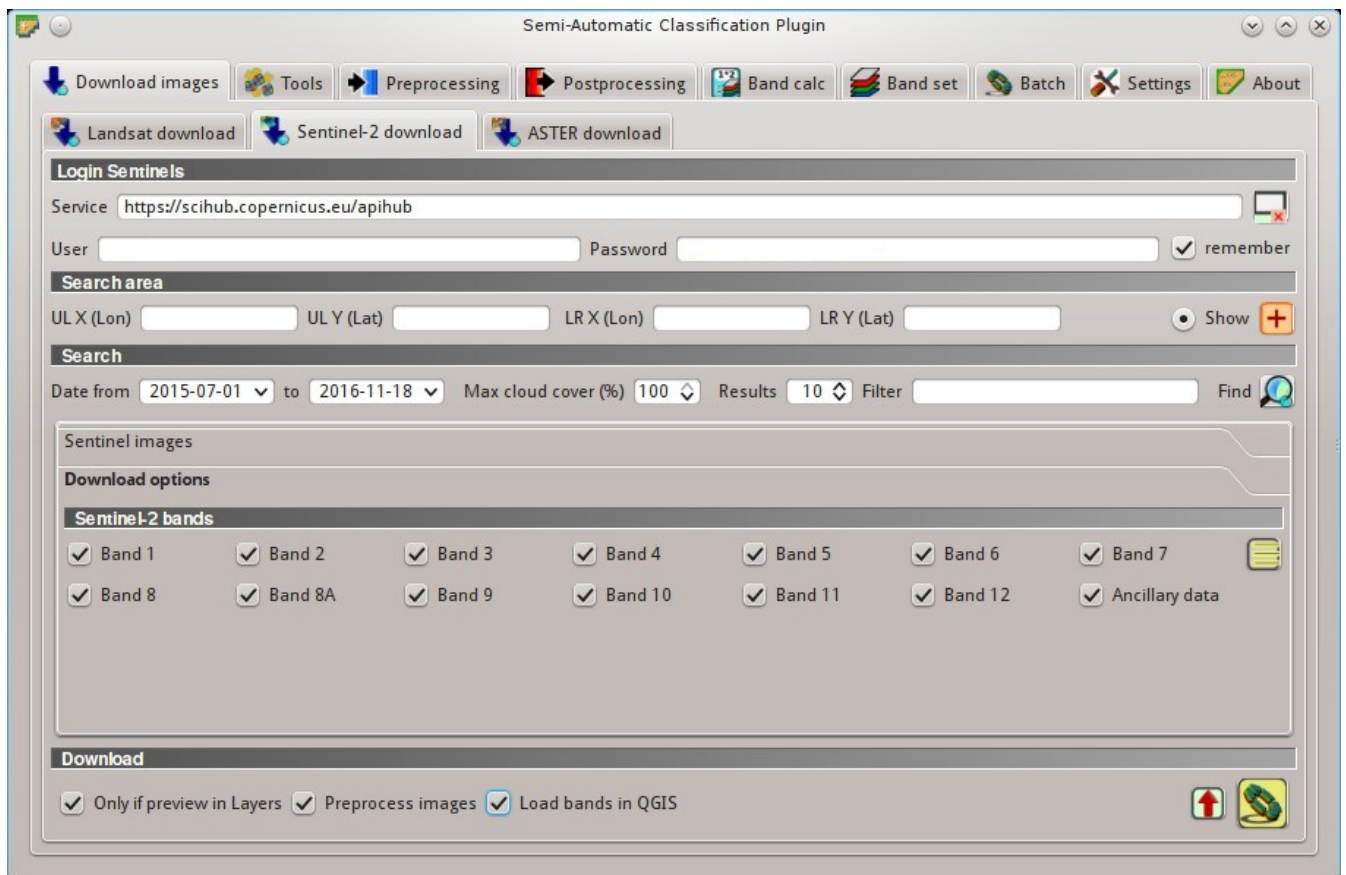 Semi-Automatic Classification Plugin
Download images Tools Preprocessing Postprocessing Band calc Band set Batch Settings About
Landsat download Sentinel-2 download ASTER download
Login Sentinels
Service https://scihub.copernicus.eu/apihub
User Password remember
Search area
UL X (Lon) UL Y (Lat) LR X (Lon) LR Y (Lat) Show
Search
Date from 2015-07-01 to 2016-11-18 Max cloud cover (%) 100 Results 10 Filter Find
Sentinel images
Download options
Sentinel-2 bands
Band 1 Band 2 Band 3 Band 4 Band 5 Band 6 Band 7
Band 8 Band 8A Band 9 Band 10 Band 11 Band 12 Ancillary data
Download
Only if preview in Layers Preprocess images Load bands in QGIS